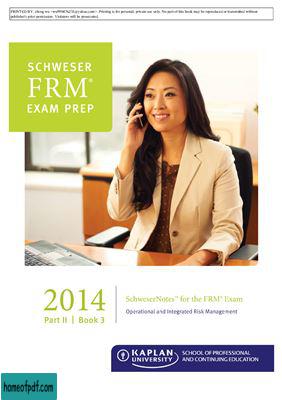 SCHWESER
FRM®
EXAM PREP
2014
Part II | Book 3
SchweserNotes™ for the FRM® Exam
Operational and Integrated Risk Management
KAPLAN
UNIVERSITY
SCHOOL OF PROFESSIONAL
AND CONTINUING EDUCATION
homeofpdf.com